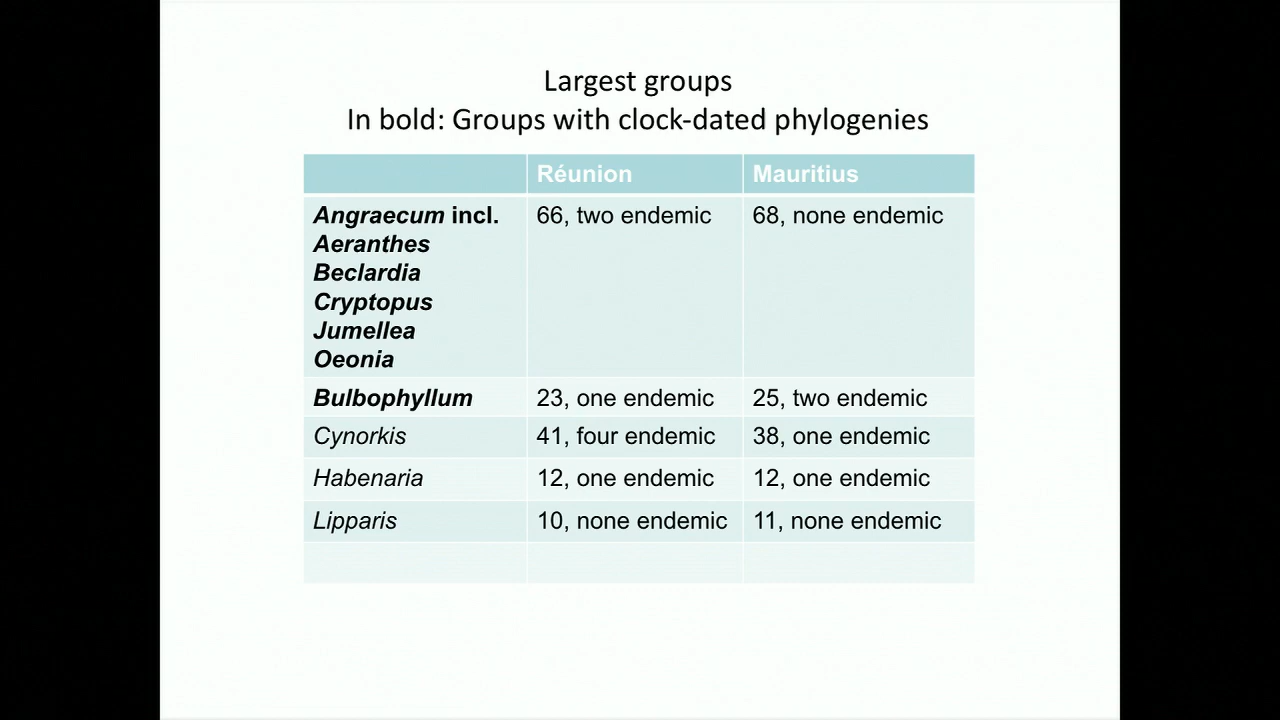 Largest groups
In bold: Groups with clock-dated phylogenies
Réunion Mauritius
Angraecum incl. 66, two endemic 68, none endemic
Aeranthes
Beclardia
Cryptopus
Jumellea
Oeonia
Bulbophyllum 23, one endemic 25, two endemic
Cynorkis 41, four endemic 38, one endemic
Habenaria 12, one endemic 12, one endemic
Lipparis 10, none endemic 11, none endemic